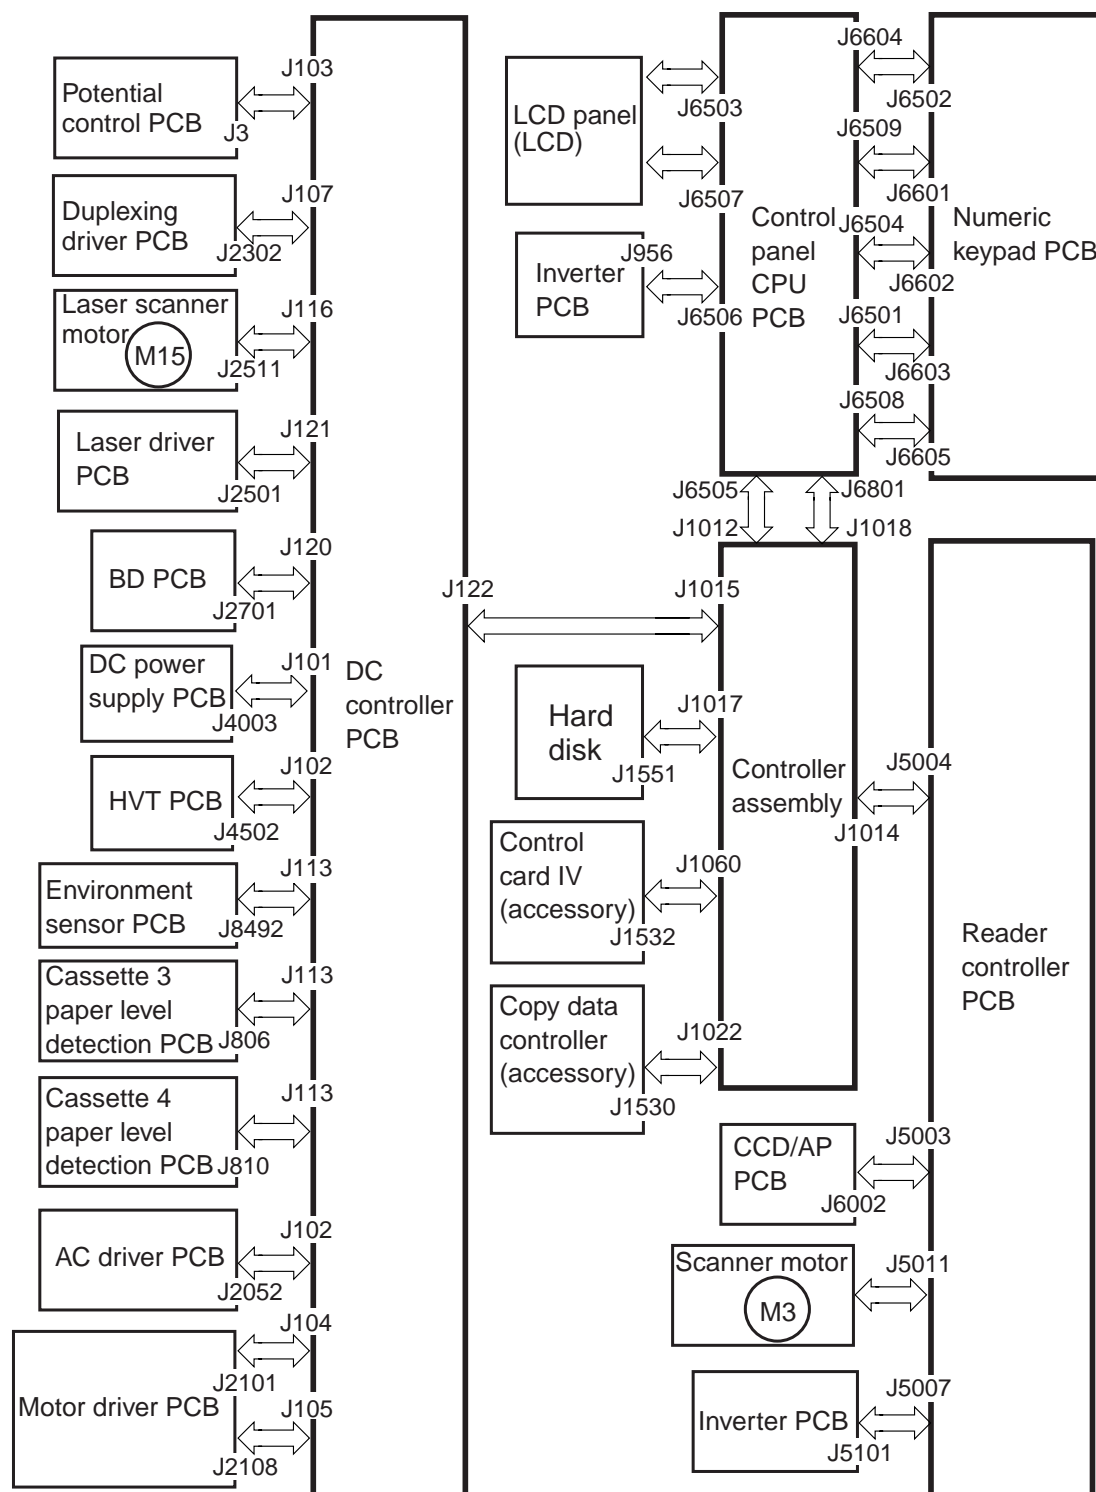 J103
Potential
control PCB
J3
J107
Duplexing
driver PCB
J2302
Laser scanner
motor
J116
M15
J2511
J121
Laser driver
PCB
J2501
J120
BD PCB
J2701
DC power
supply PCB
J101
J4003
J102
HVT PCB
J4502
J113
Environment
sensor PCB
J8492
Cassette 3
paper level
detection PCB
J113
J806
Cassette 4
paper level
detection PCB
J113
J810
J102
AC driver PCB
J2052
J104
J2101
Motor driver PCB
J105
J2108
DC
controller
PCB
J122
LCD panel
(LCD)
J6503
J6507
J956
Inverter
PCB
J6506
Control
panel
CPU
PCB
J6604
J6502
J6509
J6601
J6504
J6602
J6501
J6603
J6508
J6605
Numeric
keypad PCB
J6505
J6801
J1012
J1018
J1015
J1017
Hard
disk
J1551
Controller
assembly
J5004
J1014
Control
card IV
(accessory)
J1060
J1532
Copy data
controller
(accessory)
J1022
J1530
Reader
controller
PCB
CCD/AP
PCB
J5003
J6002
Scanner motor
M3
J5011
J5007
Inverter PCB
J5101